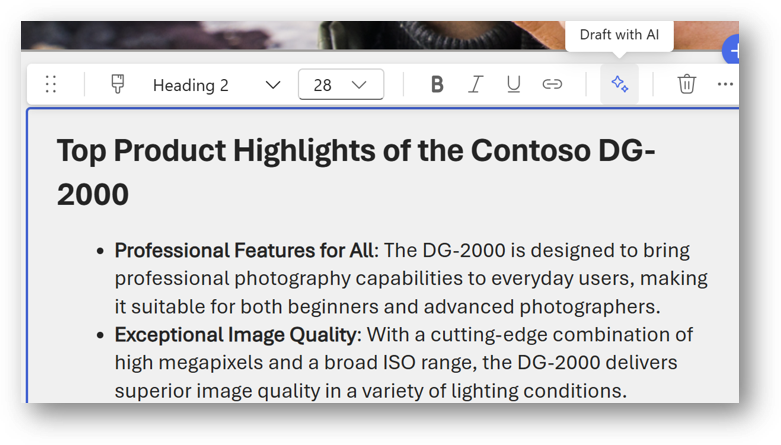 Draft with AI
Heading 2
28
B I U
Top Product Highlights of the Contoso DG-
2000
• Professional Features for All: The DG-2000 is designed to bring
professional photography capabilities to everyday users, making
it suitable for both beginners and advanced photographers.
• Exceptional Image Quality: With a cutting-edge combination of
high megapixels and a broad ISO range, the DG-2000 delivers
superior image quality in a variety of lighting conditions.